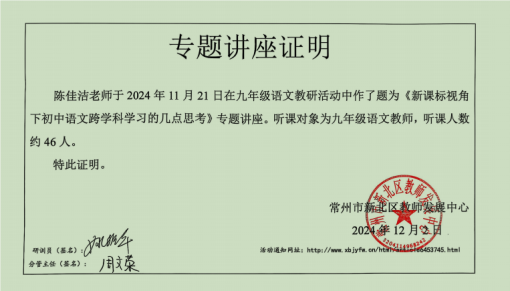 专题讲座证明
陈佳洁老师于 2024 年 11 月 21 日在九年级语文教研活动中作了题为《新课标视角
下初中语文跨学科学习的几点思考》专题讲座。听课对象为九年级语文教师，听课人数
约 46 人。
特此证明。
常州市新北区教师发展中心
2024 年 12 月 2 日
研训员（签名）：
活动通知网址：http://www.xbjyfw.cn/html
分管主任（签名）： 周文荣